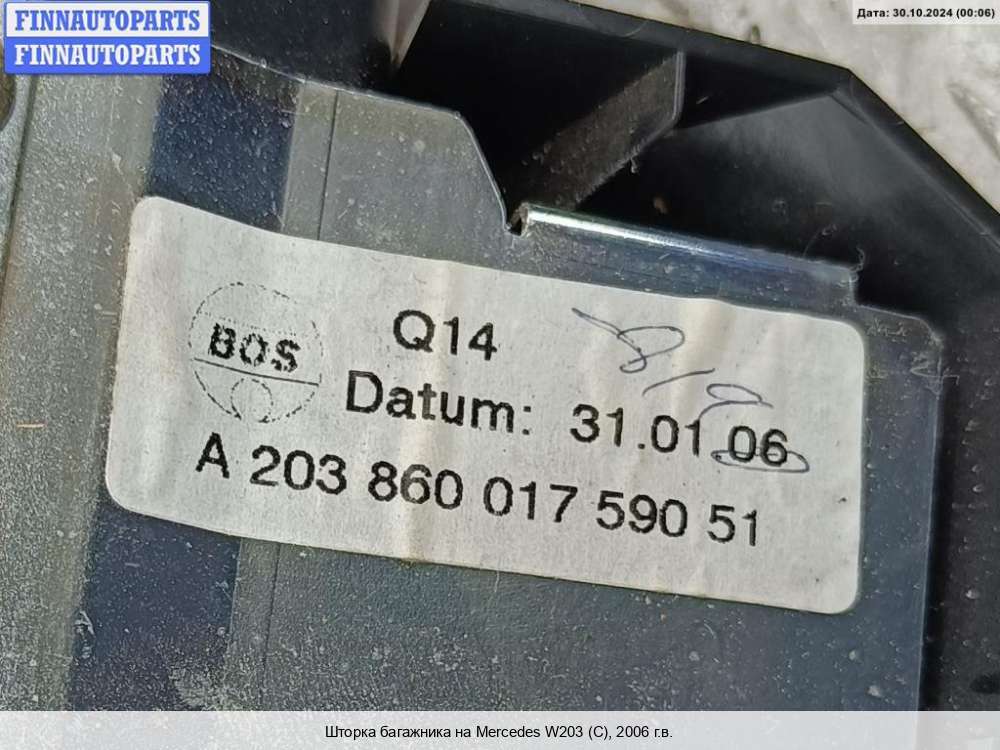 FINNAUTOPARTS
FINNAUTOPARTS
Дата: 30.10.2024 (00:06)
BOS
Q14
Datum: 31.01.06
A 203 860 017 590 51
Шторка багажника на Mercedes W203 (C), 2006 г.в.